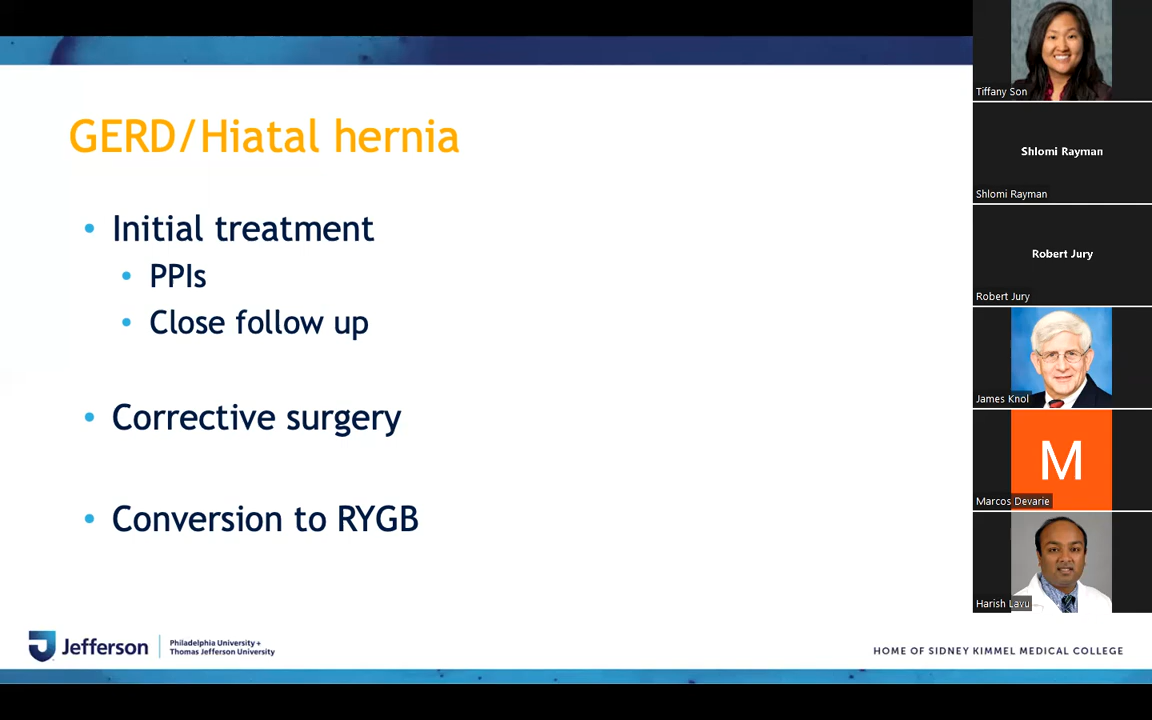 GERD/Hiatal hernia
Initial treatment
PPIs
Close follow up
Corrective surgery
Conversion to RYGB
Jefferson
Philadelphia University +
Thomas Jefferson University
HOME OF SIDNEY KIMMEL MEDICAL COLLEGE
Tiffany Son
Shlomi Rayman
Shlomi Rayman
Robert Jury
Robert Jury
James Knol
M
Marcos Devarie
Harish Lavu